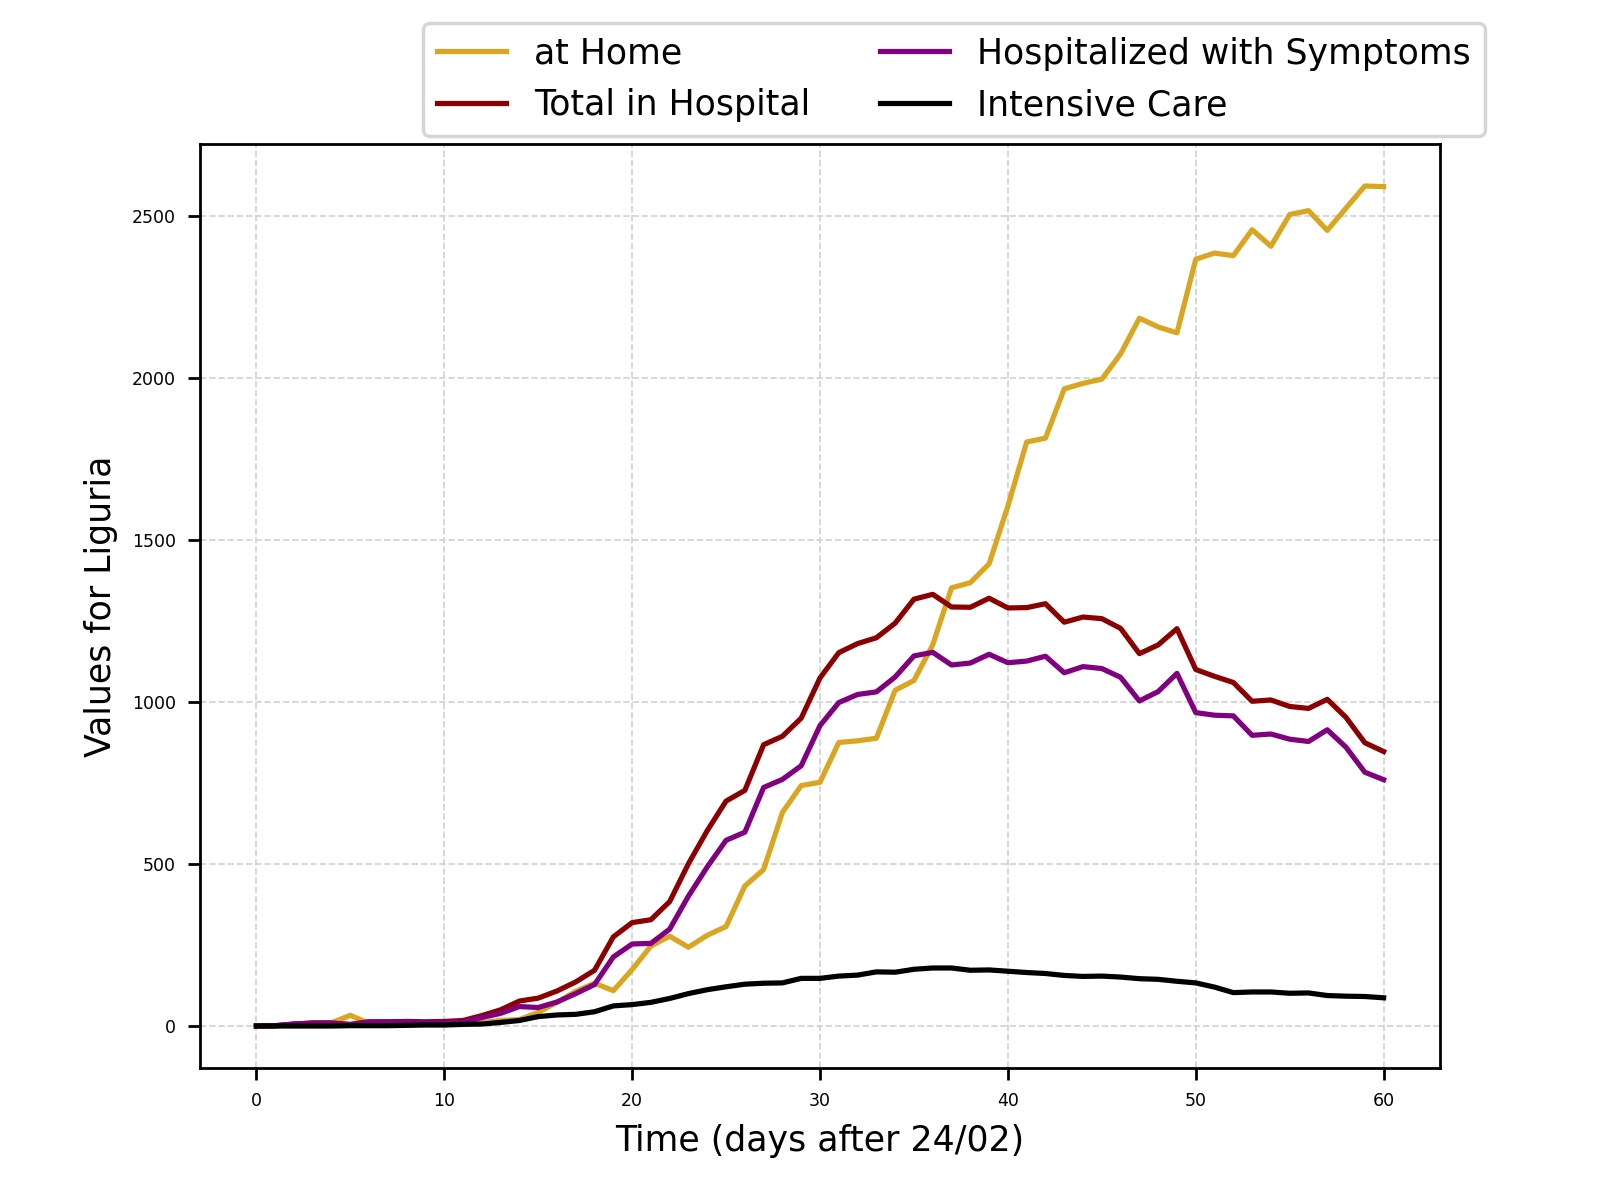 at Home
Total in Hospital
Hospitalized with Symptoms
Intensive Care
Values for Liguria
2500
2000
1500
1000
500
0
0 10 20 30 40 50 60
Time (days after 24/02)